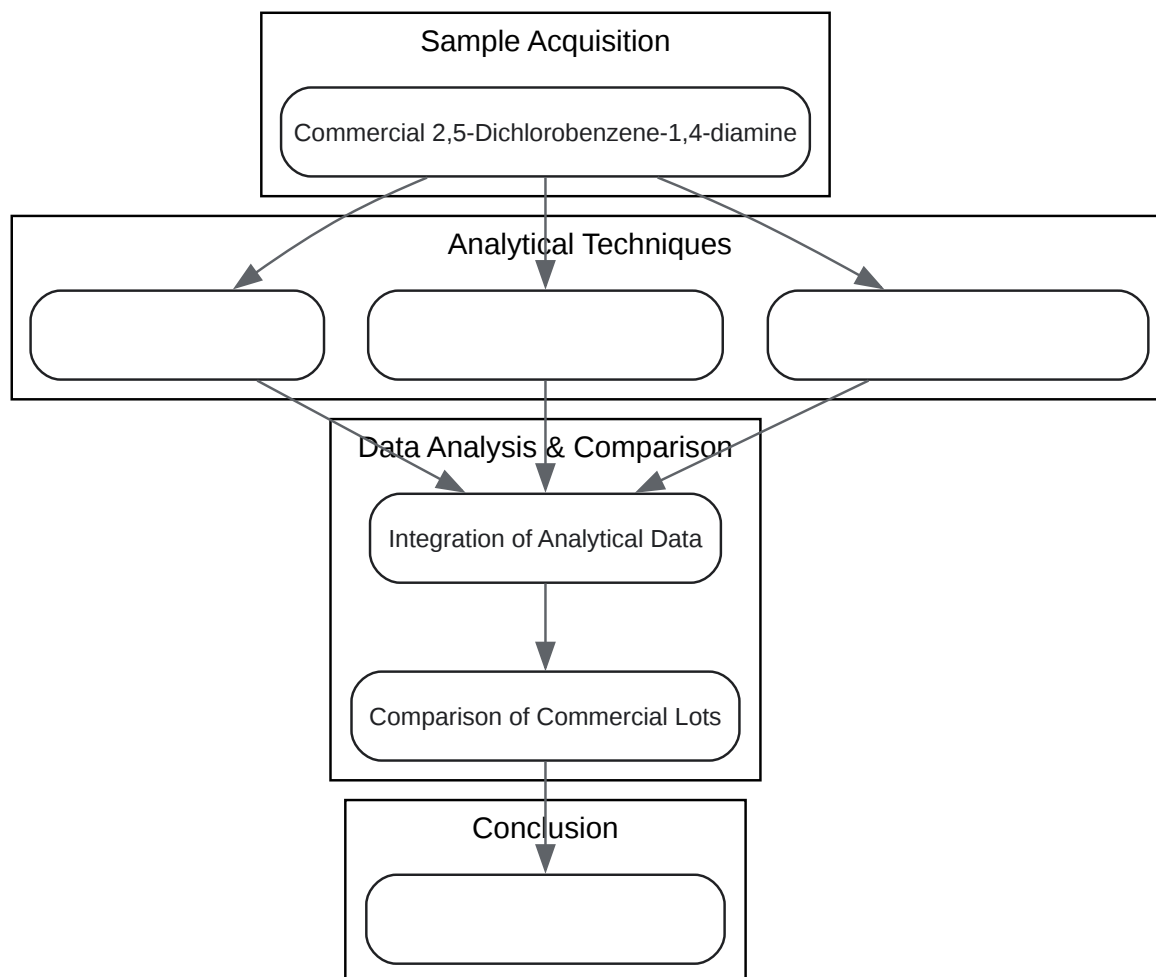 Sample Acquisition
Commercial 2,5-Dichlorobenzene-1,4-diamine
Analytical Techniques
Data Analysis & Comparison
Integration of Analytical Data
Comparison of Commercial Lots
Conclusion